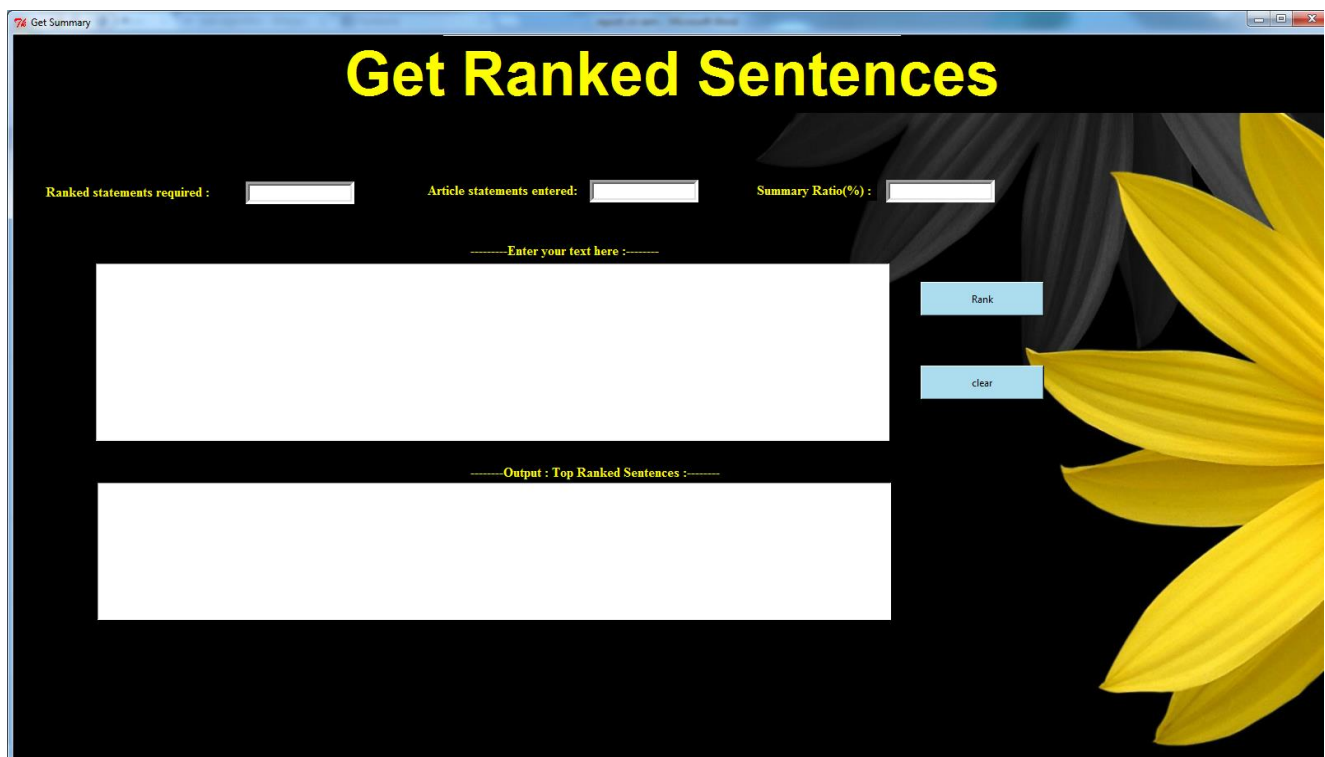 Get Summary
Get Ranked Sentences
Ranked statements required :
Article statements entered:
Summary Ratio(%) :
---------Enter your text here :--------
Rank
clear
--------Output : Top Ranked Sentences :--------